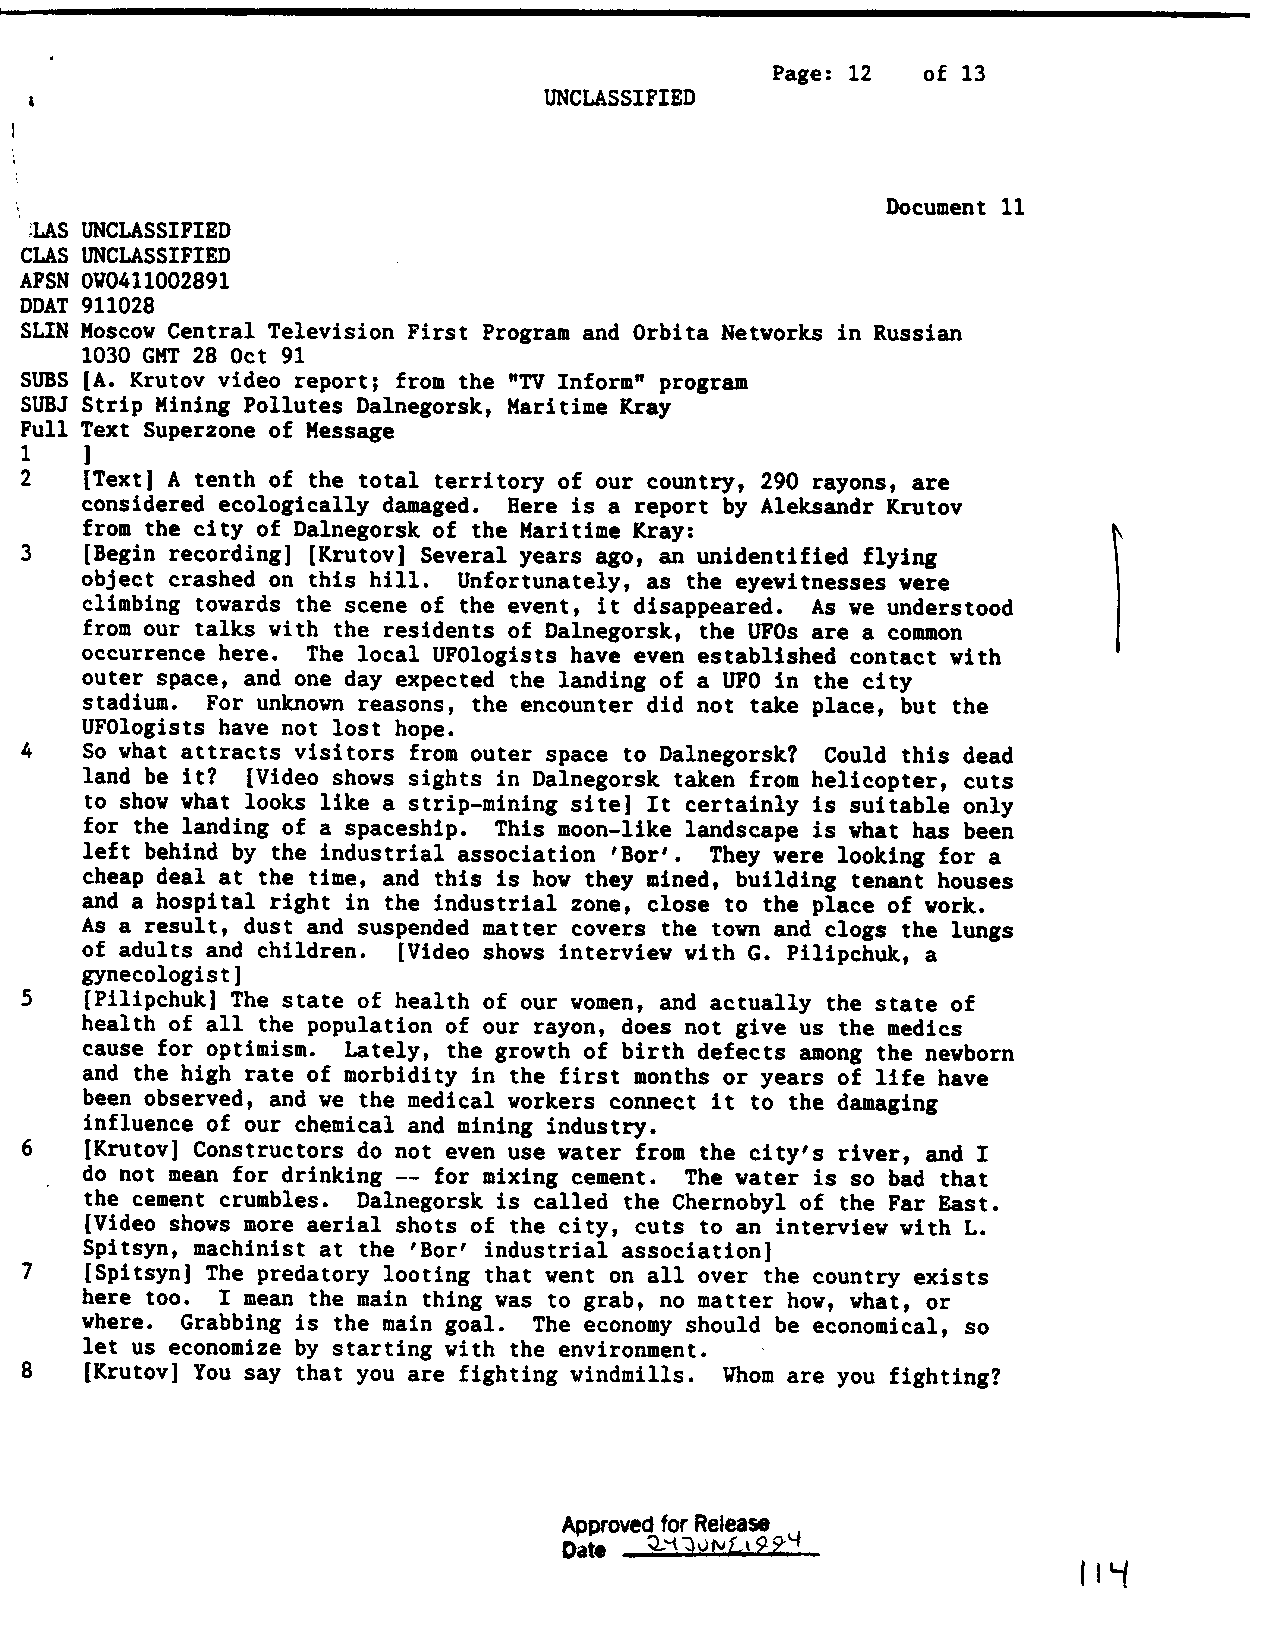 Page: 12 of 13
UNCLASSIFIED
Document 11
:LAS UNCLASSIFIED
CLAS UNCLASSIFIED
APSN OW0411002891
DDAT 911028
SLIN Moscow Central Television First Program and Orbita Networks in Russian
1030 GMT 28 Oct 91
SUBS [A. Krutov video report; from the "TV Inform" program
SUBJ Strip Mining Pollutes Dalnegorsk, Maritime Kray
Full Text Superzone of Message
1 ]
2 [Text] A tenth of the total territory of our country, 290 rayons, are
considered ecologically damaged. Here is a report by Aleksandr Krutov
from the city of Dalnegorsk of the Maritime Kray:
3 [Begin recording] [Krutov] Several years ago, an unidentified flying
object crashed on this hill. Unfortunately, as the eyewitnesses were
climbing towards the scene of the event, it disappeared. As we understood
from our talks with the residents of Dalnegorsk, the UFOs are a common
occurrence here. The local UFOlogists have even established contact with
outer space, and one day expected the landing of a UFO in the city
stadium. For unknown reasons, the encounter did not take place, but the
UFOlogists have not lost hope.
4 So what attracts visitors from outer space to Dalnegorsk? Could this dead
land be it? [Video shows sights in Dalnegorsk taken from helicopter, cuts
to show what looks like a strip-mining site] It certainly is suitable only
for the landing of a spaceship. This moon-like landscape is what has been
left behind by the industrial association 'Bor'. They were looking for a
cheap deal at the time, and this is how they mined, building tenant houses
and a hospital right in the industrial zone, close to the place of work.
As a result, dust and suspended matter covers the town and clogs the lungs
of adults and children. [Video shows interview with G. Pilipchuk, a
gynecologist]
5 [Pilipchuk] The state of health of our women, and actually the state of
health of all the population of our rayon, does not give us the medics
cause for optimism. Lately, the growth of birth defects among the newborn
and the high rate of morbidity in the first months or years of life have
been observed, and we the medical workers connect it to the damaging
influence of our chemical and mining industry.
6 [Krutov] Constructors do not even use water from the city's river, and I
do not mean for drinking -- for mixing cement. The water is so bad that
the cement crumbles. Dalnegorsk is called the Chernobyl of the Far East.
[Video shows more aerial shots of the city, cuts to an interview with L.
Spitsyn, machinist at the 'Bor' industrial association]
7 [Spitsyn] The predatory looting that went on all over the country exists
here too. I mean the main thing was to grab, no matter how, what, or
where. Grabbing is the main goal. The economy should be economical, so
let us economize by starting with the environment.
8 [Krutov] You say that you are fighting windmills. Whom are you fighting?
Approved for Release
Date 24 JUNE 1994
114